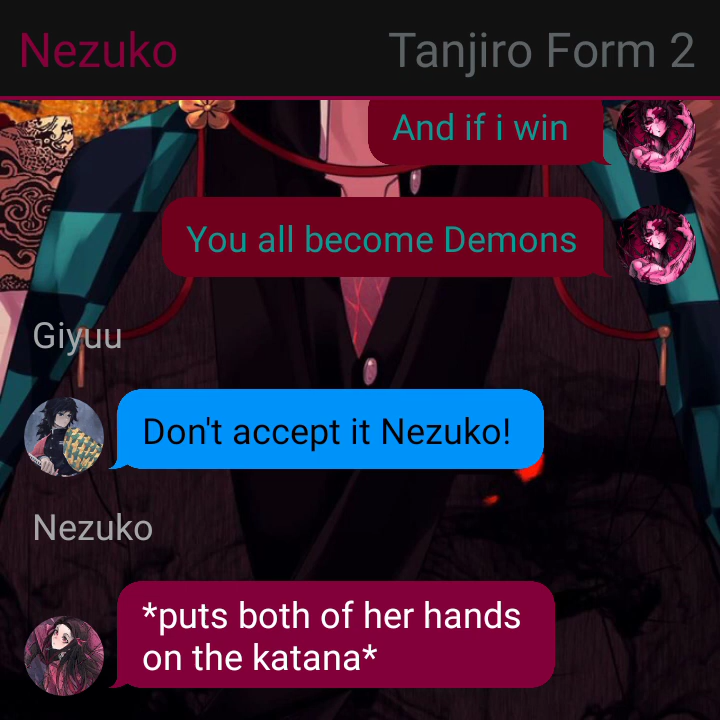 Nezuko
Tanjiro Form 2
And if i win
You all become Demons
Giyuu
Don't accept it Nezuko!
Nezuko
*puts both of her hands
on the katana*